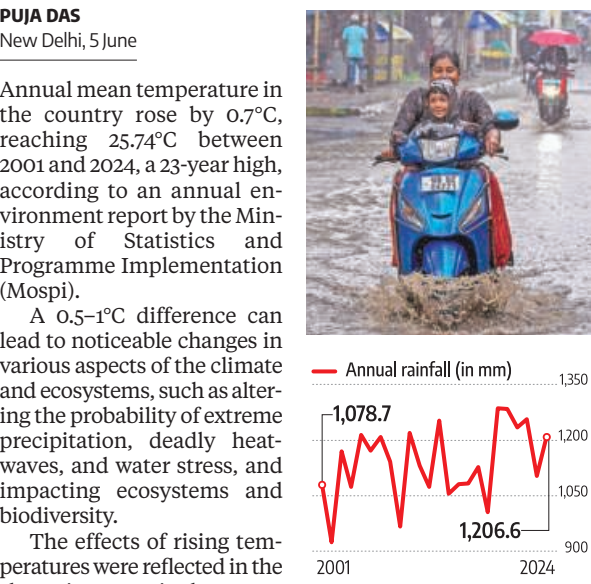 PUJA DAS
New Delhi, 5 June
Annual mean temperature in
the country rose by 0.7°C,
reaching 25.74°C between
2001 and 2024, a 23-year high,
according to an annual en-
vironment report by the Min-
istry of Statistics and
Programme Implementation
(Mospi).
A 0.5–1°C difference can
lead to noticeable changes in
various aspects of the climate
and ecosystems, such as alter-
ing the probability of extreme
precipitation, deadly heat-
waves, and water stress, and
impacting ecosystems and
biodiversity.
The effects of rising tem-
peratures were reflected in the
Annual rainfall (in mm)
1,350
1,078.7
1,200
1,050
1,206.6
900
2001
2024